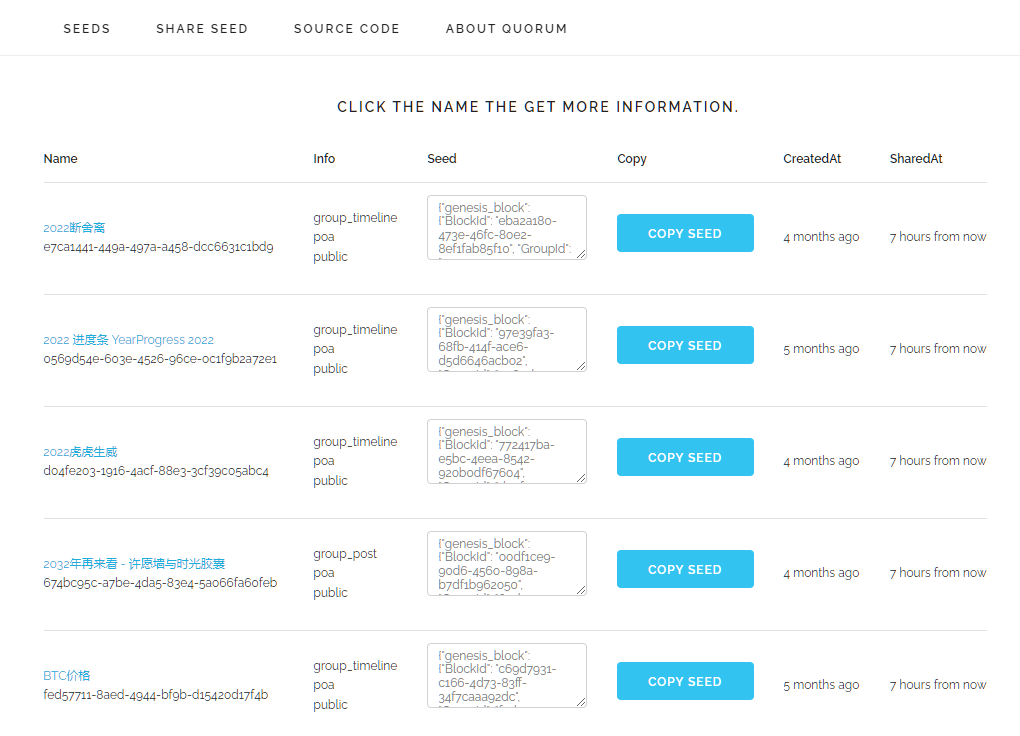 SEEDS SHARE SEED SOURCE CODE ABOUT QUORUM
CLICK THE NAME THE GET MORE INFORMATION.
Name Info Seed Copy CreatedAt SharedAt
2022断舍离
e7ca1441-449a-497a-a458-dcc6631c1bd9
group_timeline
poa
public
{"genesis_block":
{"BlockId": "eba2a180-
473e-46fc-80e2-
8ef1fab85f10", "GroupId":
COPY SEED
4 months ago
7 hours from now
2022 进度条 YearProgress 2022
0569d54e-603e-4526-96ce-0c1f9b2a72e1
group_timeline
poa
public
{"genesis_block":
{"BlockId": "97e39fa3-
68fb-414f-ace6-
d5d6646acb02",
COPY SEED
5 months ago
7 hours from now
2022虎虎生威
d04fe203-1916-4acf-88e3-3cf39c05abc4
group_timeline
poa
public
{"genesis_block":
{"BlockId": "772417ba-
e5bc-4eea-8542-
920b0df67604",
COPY SEED
4 months ago
7 hours from now
2032年再来看 - 许愿墙与时光胶囊
674bc95c-a7be-4da5-83e4-5a066fa60feb
group_post
poa
public
{"genesis_block":
{"BlockId": "00df1ce9-
90d6-4560-898a-
b7df1b962050",
COPY SEED
4 months ago
7 hours from now
BTC价格
fed57711-8aed-4944-bf9b-d15420d17f4b
group_timeline
poa
public
{"genesis_block":
{"BlockId": "c69d7931-
c166-4d73-83ff-
34f7caaa92dc",
COPY SEED
5 months ago
7 hours from now